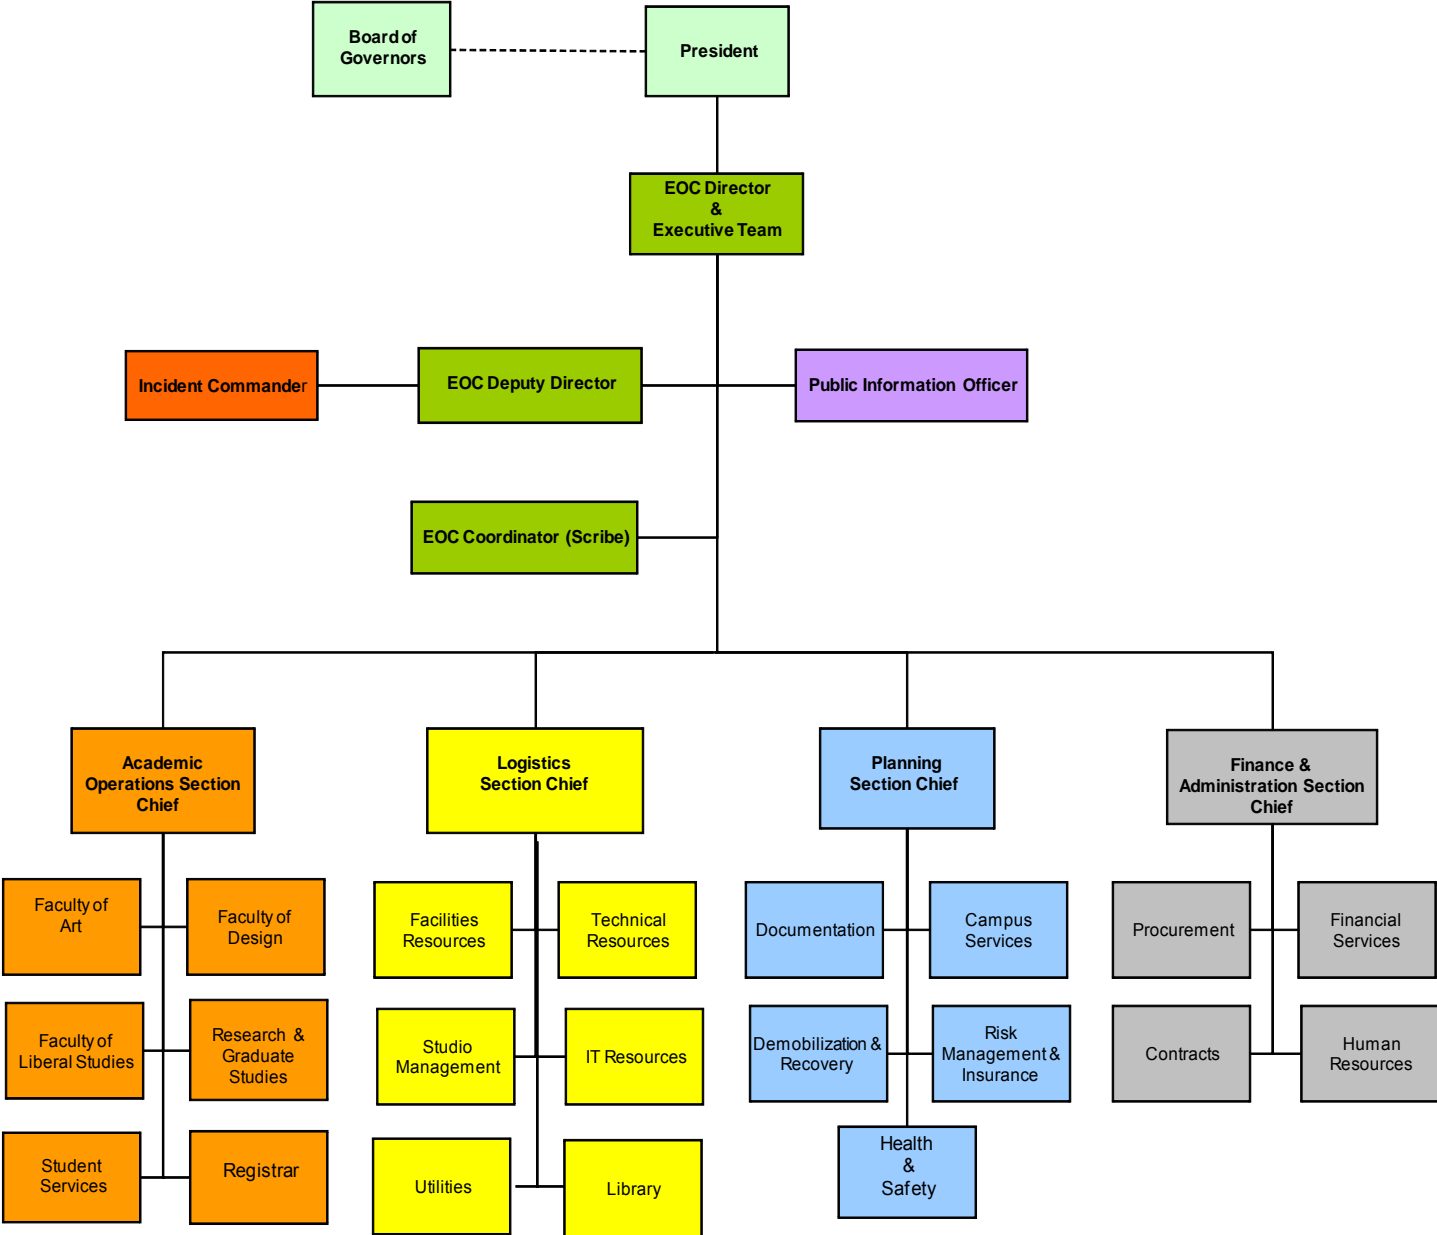 Board of
Governors
President
EOC Director
&
Executive Team
Incident Commander
EOC Deputy Director
Public Information Officer
EOC Coordinator (Scribe)
Academic
Operations Section
Chief
Logistics
Section Chief
Planning
Section Chief
Finance &
Administration Section
Chief
Faculty of
Art
Faculty of
Design
Facilities
Resources
Technical
Resources
Documentation
Campus
Services
Procurement
Financial
Services
Faculty of
Liberal Studies
Research &
Graduate
Studies
Studio
Management
IT Resources
Demobilization &
Recovery
Risk
Management &
Insurance
Contracts
Human
Resources
Student
Services
Registrar
Utilities
Library
Health
&
Safety